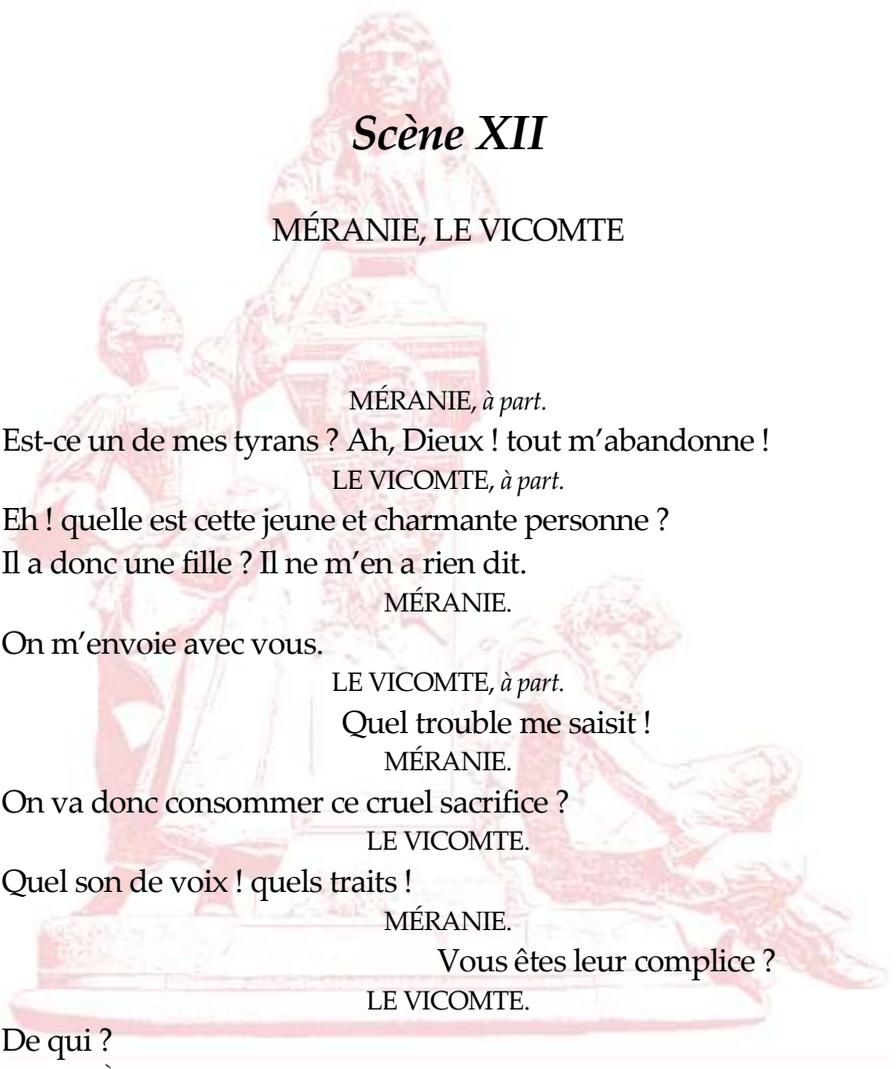 Scène XII
MÉRANIE, LE VICOMTE
MÉRANIE, à part.
Est-ce un de mes tyrans ? Ah, Dieux ! tout m’abandonne !
LE VICOMTE, à part.
Eh ! quelle est cette jeune et charmante personne ?
Il a donc une fille ? Il ne m’en a rien dit.
MÉRANIE.
On m’envoie avec vous.
LE VICOMTE, à part.
Quel trouble me saisit !
MÉRANIE.
On va donc consommer ce cruel sacrifice ?
LE VICOMTE.
Quel son de voix ! quels traits !
MÉRANIE.
Vous êtes leur complice ?
LE VICOMTE.
De qui ?